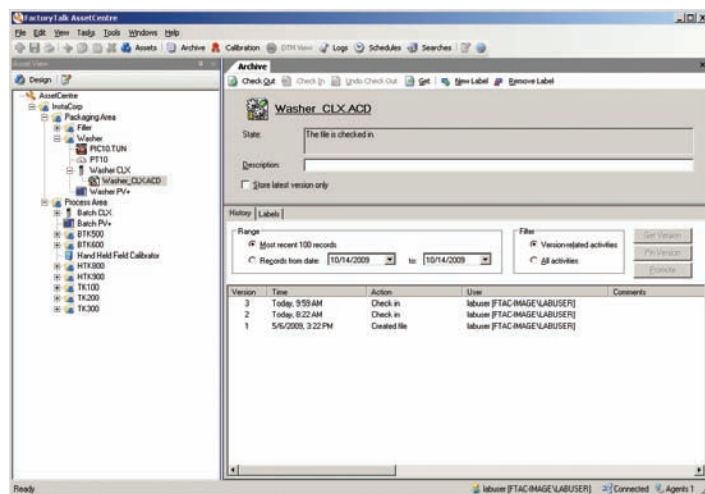 FactoryTalk AssetCentre
File Edit View Tasks Tools Windows Help
Assets Archive Calibration DTM View Logs Schedules Searches
Asset View
Archive
Design
Check Out Check In Undo Check Out Get New Label Remove Label
AssetCentre
InstaCorp
Packaging Area
Filler
Washer
PIC10.TUN
PT10
Washer CLX
Washer_CLX.ACD
Washer PV+
Process Area
Batch CLX
Batch PV+
BTK500
BTK600
Hand Held Field Calibrator
HTK800
HTK900
TK100
TK200
TK300
Washer_CLX.ACD
State: The file is checked in.
Description:
Store latest version only
History Labels
Range
Most recent 100 records
Records from date: 10/14/2009 to: 10/14/2009
Filter
Version-related activities
All activities
Get Version
Pin Version
Promote
Version Time Action User Comments
3 Today, 9:59 AM Check in labuser [FTAC-IMAGE\LABUSER]
2 Today, 8:22 AM Check in labuser [FTAC-IMAGE\LABUSER]
1 5/6/2009, 3:22 PM Created file labuser [FTAC-IMAGE\LABUSER]
Ready labuser [FTAC-IMAGE\LABUSER] Connected Agents 1